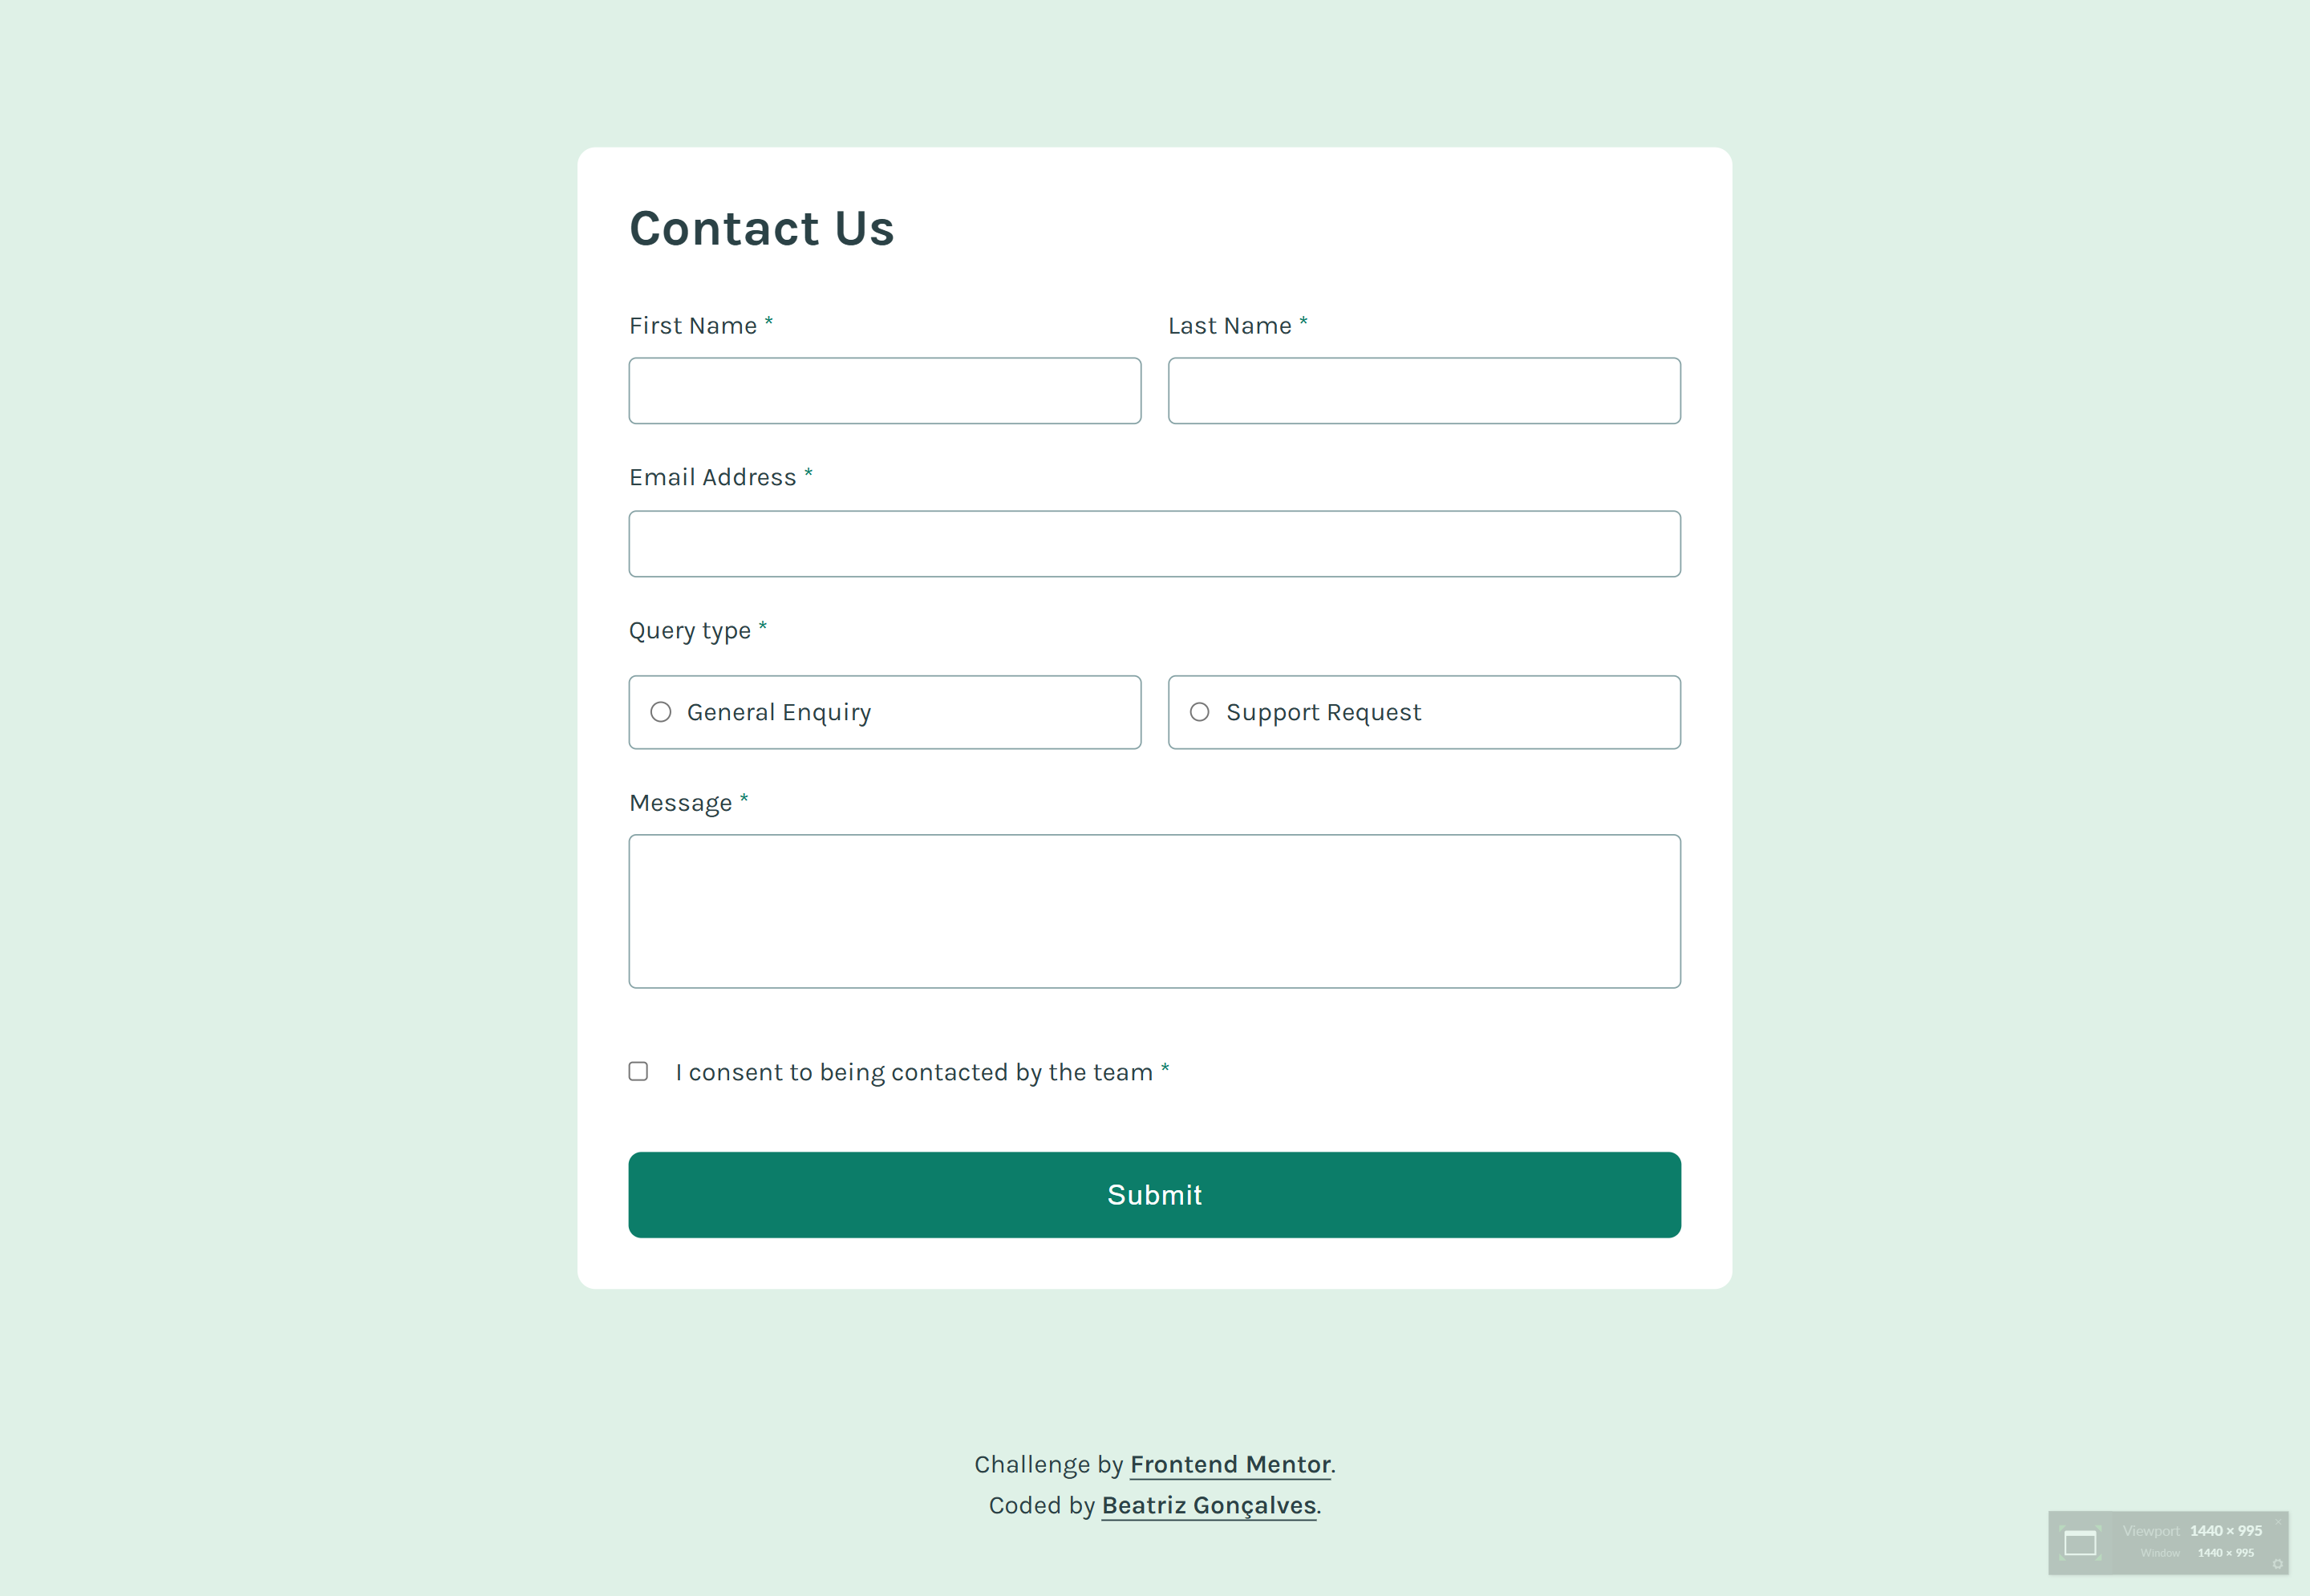 Contact Us
First Name *
Last Name *
Email Address *
Query type *
General Enquiry
Support Request
Message *
I consent to being contacted by the team *
Submit
Challenge by Frontend Mentor.
Coded by Beatriz Gonçalves.
Viewport 1440 × 995
Window 1440 × 995